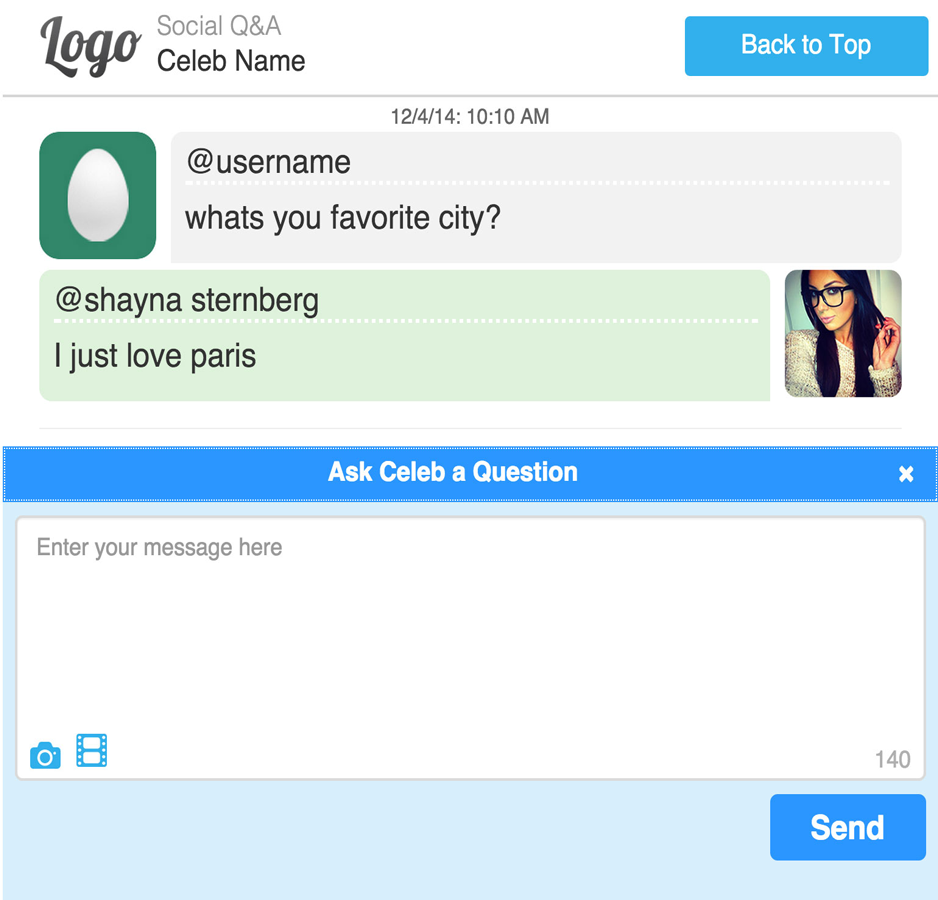 Logo
Social Q&A
Celeb Name
Back to Top
12/4/14: 10:10 AM
@username
whats you favorite city?
@shayna sternberg
I just love paris
Ask Celeb a Question
×
Enter your message here
140
Send